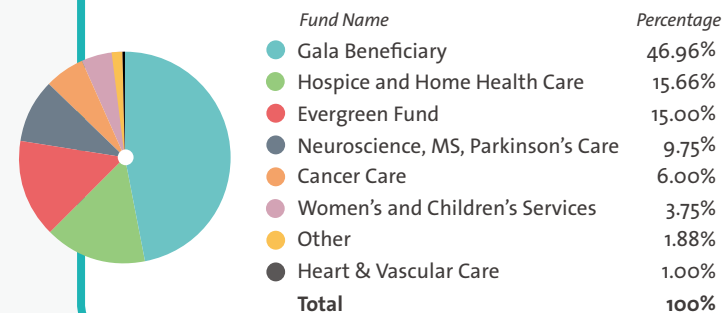 Fund Name Percentage
Gala Beneficiary 46.96%
Hospice and Home Health Care 15.66%
Evergreen Fund 15.00%
Neuroscience, MS, Parkinson’s Care 9.75%
Cancer Care 6.00%
Women’s and Children’s Services 3.75%
Other 1.88%
Heart & Vascular Care 1.00%
Total 100%